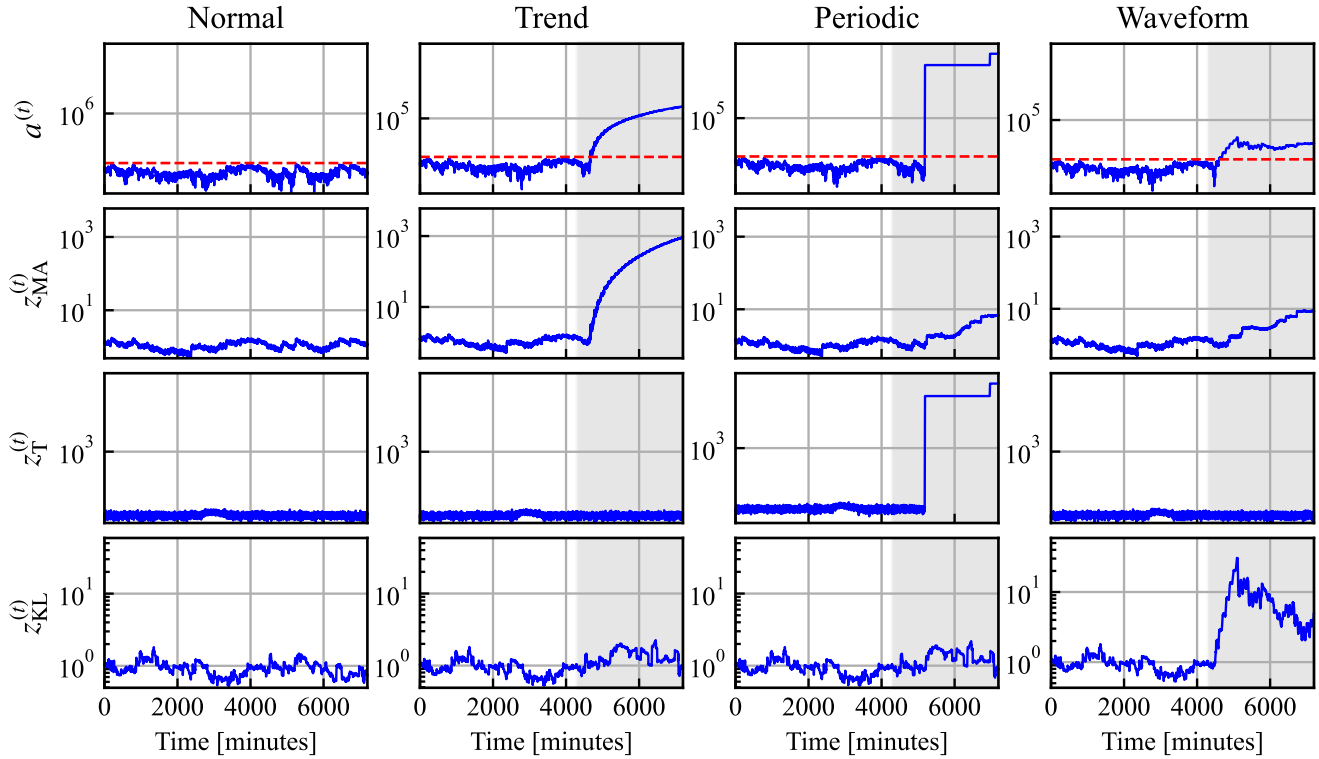 Normal Trend Periodic Waveform
a^(t) 10^6 10^5 10^5 10^5
z_MA^(t) 10^3 10^1 10^3 10^1 10^3 10^1 10^3 10^1
z_T^(t) 10^3 10^3 10^3 10^3
z_KL^(t) 10^1 10^0 10^1 10^0 10^1 10^0 10^1 10^0
0 2000 4000 6000 0 2000 4000 6000 0 2000 4000 6000 0 2000 4000 6000
Time [minutes] Time [minutes] Time [minutes] Time [minutes]